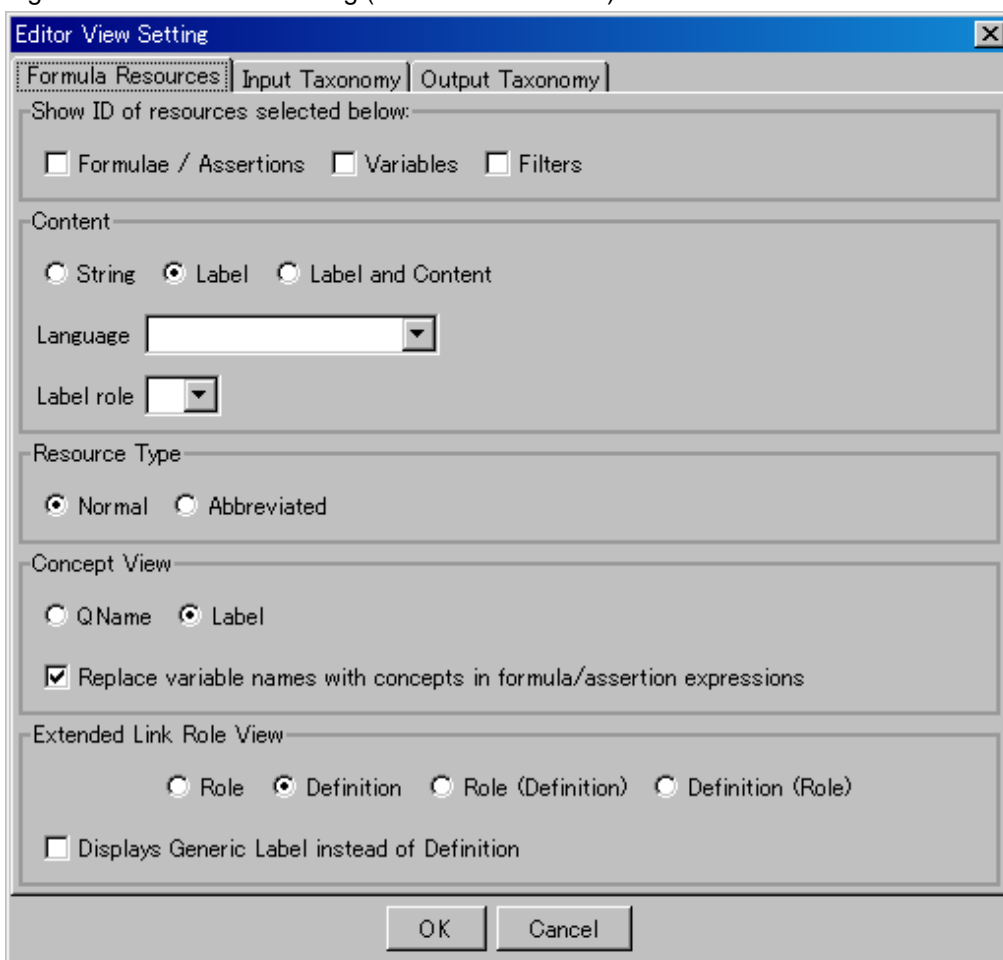 Editor View Setting
Formula Resources Input Taxonomy Output Taxonomy
Show ID of resources selected below:
Formulae / Assertions Variables Filters
Content
String Label Label and Content
Language
Label role
Resource Type
Normal Abbreviated
Concept View
QName Label
Replace variable names with concepts in formula/assertion expressions
Extended Link Role View
Role Definition Role (Definition) Definition (Role)
Displays Generic Label instead of Definition
OK Cancel